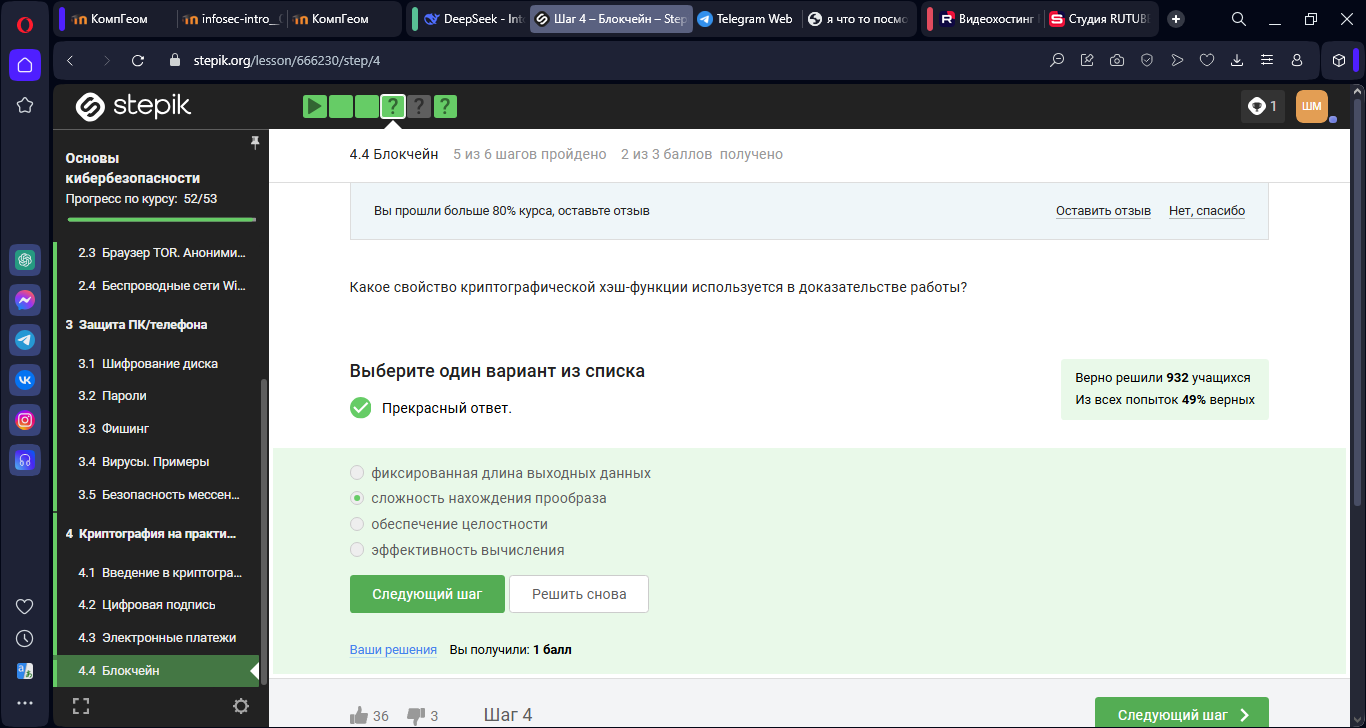 КомпГеом
infosec-intro_
КомпГеом
DeepSeek - Int
Шаг 4 – Блокчейн – Step
Telegram Web
я что то посмо
Видеохостинг
Студия RUTUBE
stepik.org/lesson/666230/step/4
stepik
? ? ?
1
ШМ
Основы
кибербезопасности
Прогресс по курсу: 52/53
2.3 Браузер TOR. Аноними...
2.4 Беспроводные сети Wi...
3 Защита ПК/телефона
3.1 Шифрование диска
3.2 Пароли
3.3 Фишинг
3.4 Вирусы. Примеры
3.5 Безопасность мессен...
4 Криптография на практи...
4.1 Введение в криптогра...
4.2 Цифровая подпись
4.3 Электронные платежи
4.4 Блокчейн
4.4 Блокчейн 5 из 6 шагов пройдено 2 из 3 баллов получено
Вы прошли больше 80% курса, оставьте отзыв
Оставить отзыв Нет, спасибо
Какое свойство криптографической хэш-функции используется в доказательстве работы?
Выберите один вариант из списка
Прекрасный ответ.
Верно решили 932 учащихся
Из всех попыток 49% верных
фиксированная длина выходных данных
сложность нахождения прообраза
обеспечение целостности
эффективность вычисления
Следующий шаг
Решить снова
Ваши решения Вы получили: 1 балл
36 3 Шаг 4
Следующий шаг